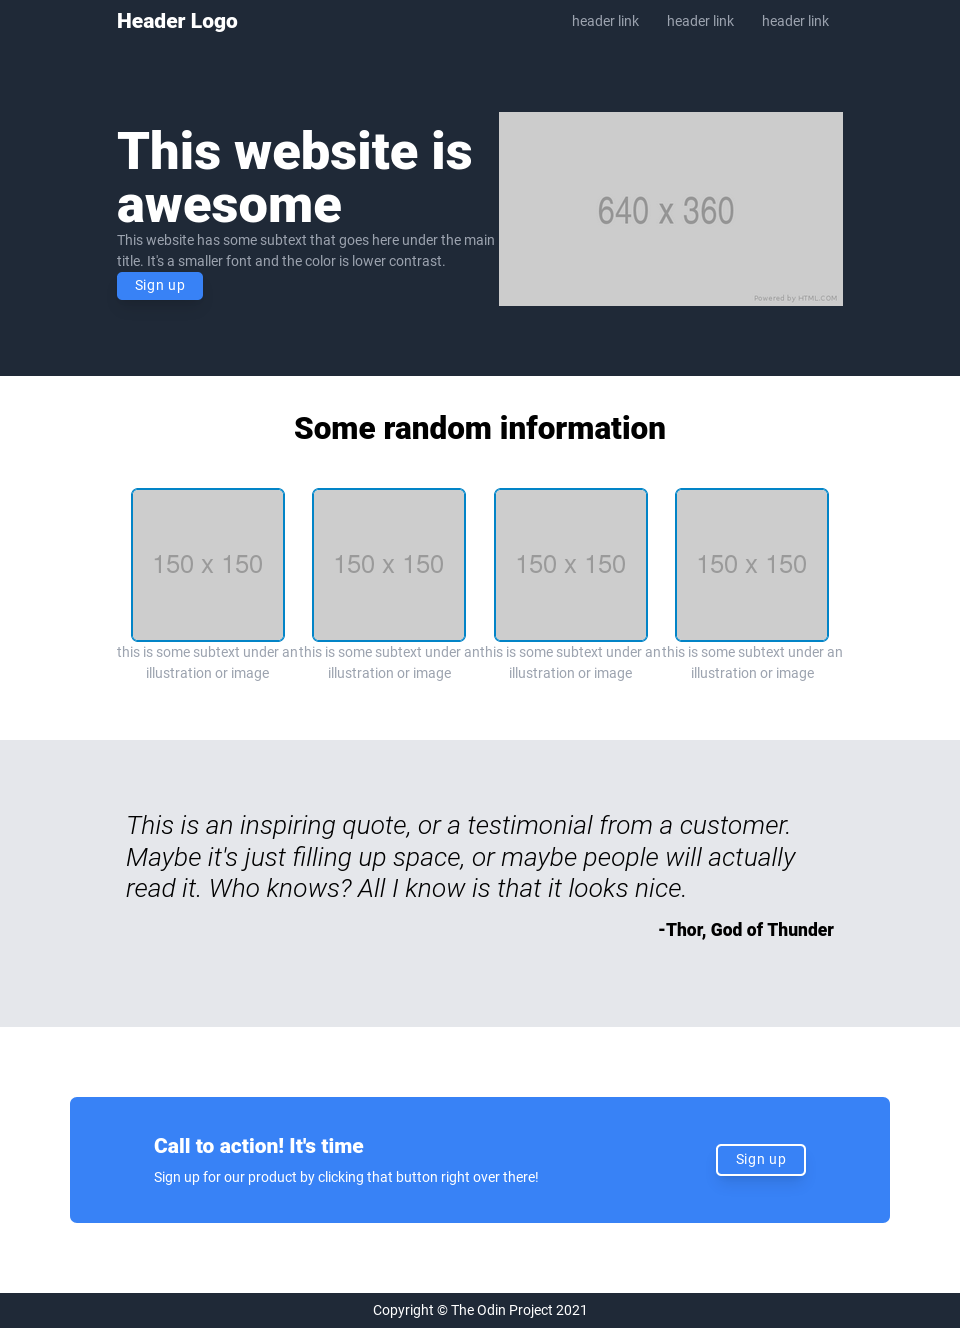 Header Logo
header link header link header link
This website is
awesome
This website has some subtext that goes here under the main
title. It's a smaller font and the color is lower contrast.
Sign up
640 x 360
Powered by HTML.COM
Some random information
150 x 150 150 x 150 150 x 150 150 x 150
this is some subtext under an
illustration or image
this is some subtext under an
illustration or image
this is some subtext under an
illustration or image
this is some subtext under an
illustration or image
This is an inspiring quote, or a testimonial from a customer.
Maybe it's just filling up space, or maybe people will actually
read it. Who knows? All I know is that it looks nice.
-Thor, God of Thunder
Call to action! It's time
Sign up for our product by clicking that button right over there!
Sign up
Copyright © The Odin Project 2021